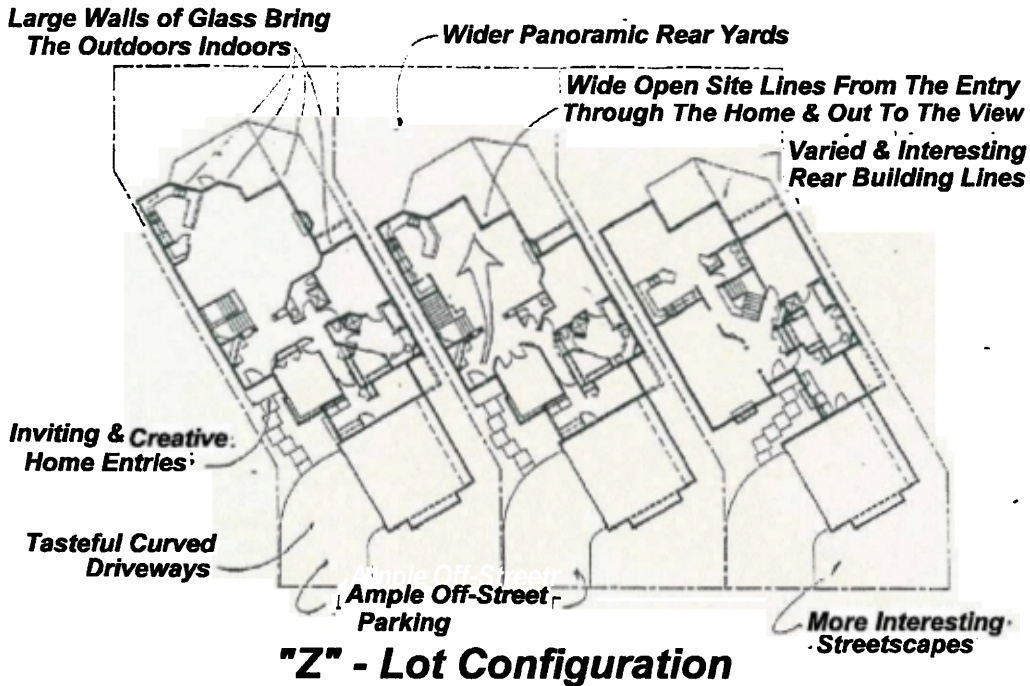 Large Walls of Glass Bring
The Outdoors Indoors
Wider Panoramic Rear Yards
Wide Open Site Lines From The Entry
Through The Home & Out To The View
Varied & Interesting
Rear Building Lines
Inviting & Creative
Home Entries
Tasteful Curved
Driveways
Ample Off-Streetr
Ample Off-Street
Parking
More Interesting
Streetscapes
"Z" - Lot Configuration